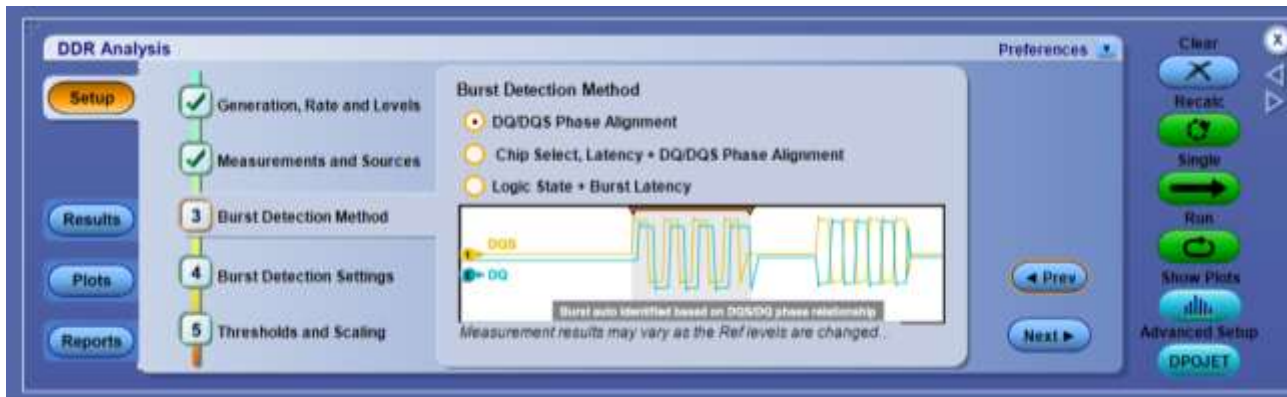 DDR Analysis
Preferences
Clear
X
Setup
Generation, Rate and Levels
Burst Detection Method
DQ/DQS Phase Alignment
Recalc
Measurements and Sources
Chip Select, Latency + DQ/DQS Phase Alignment
Single
Logic State + Burst Latency
Results
3 Burst Detection Method
Run
DQS
DQ
Plots
4 Burst Detection Settings
Prev
Show Plots
Burst auto identified based on DQS/DQ phase relationship
Reports
5 Thresholds and Scaling
Measurement results may vary as the Ref levels are changed..
Next
Advanced Setup
DPOJET